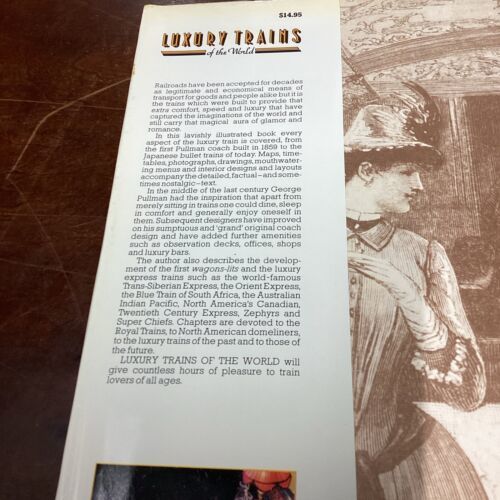 $14.95
LUXURY TRAINS
of the World
Railroads have been accepted for decades
as legitimate and economical means of
transport for goods and people alike but it is
the trains which were built to provide that
extra comfort, speed and luxury that have
captured the imaginations of the world and
still carry that magical aura of glamor and
romance.
In this lavishly illustrated book every
aspect of the luxury train is covered, from
the first Pullman coach built in 1859 to the
Japanese bullet trains of today. Maps, time-
tables, photographs, drawings, mouthwater-
ing menus and interior designs and layouts
accompany the detailed, factual – and some-
times nostalgic – text.
In the middle of the last century George
Pullman had the inspiration that apart from
merely sitting in trains one could dine, sleep
in comfort and generally enjoy oneself in
them. Subsequent designers have improved
on his sumptuous and 'grand' original coach
design and have added further amenities
such as observation decks, offices, shops
and luxury bars.
The author also describes the develop-
ment of the first wagons-lits and the luxury
express trains such as the world-famous
Trans-Siberian Express, the Orient Express,
the Blue Train of South Africa, the Australian
Indian Pacific, North America's Canadian,
Twentieth Century Express, Zephyrs and
Super Chiefs. Chapters are devoted to the
Royal Trains, to North American domeliners,
to the luxury trains of the past and to those of
the future.
LUXURY TRAINS OF THE WORLD will
give countless hours of pleasure to train
lovers of all ages.